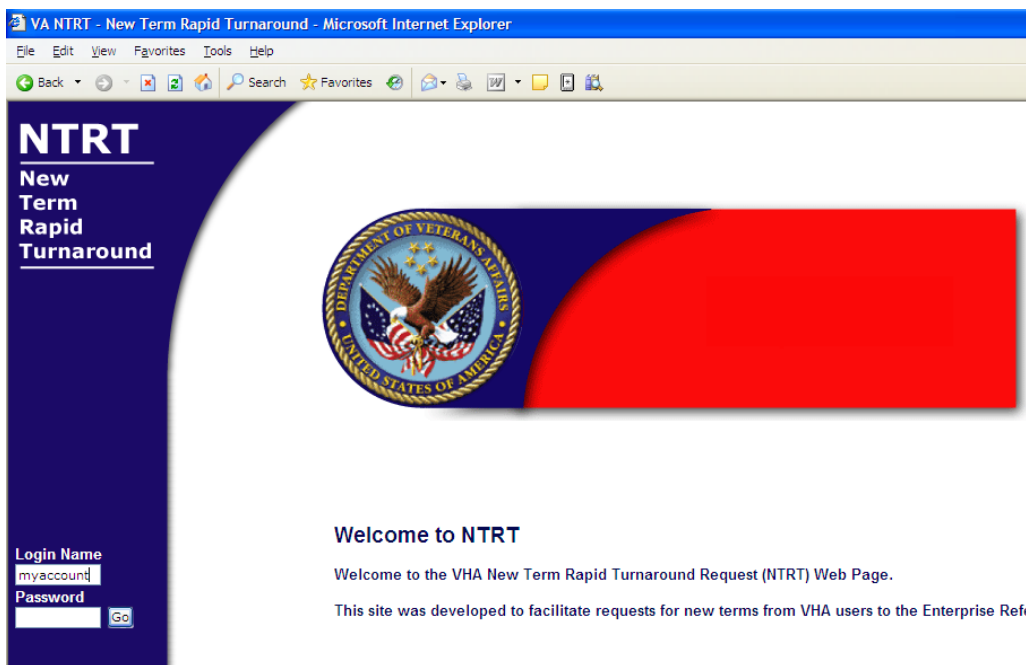 VA NTRT - New Term Rapid Turnaround - Microsoft Internet Explorer
File Edit View Favorites Tools Help
Back Search Favorites
NTRT
New
Term
Rapid
Turnaround
DEPARTMENT OF VETERANS AFFAIRS
UNITED STATES OF AMERICA
Login Name
myaccount
Password
Go
Welcome to NTRT
Welcome to the VHA New Term Rapid Turnaround Request (NTRT) Web Page.
This site was developed to facilitate requests for new terms from VHA users to the Enterprise Refe